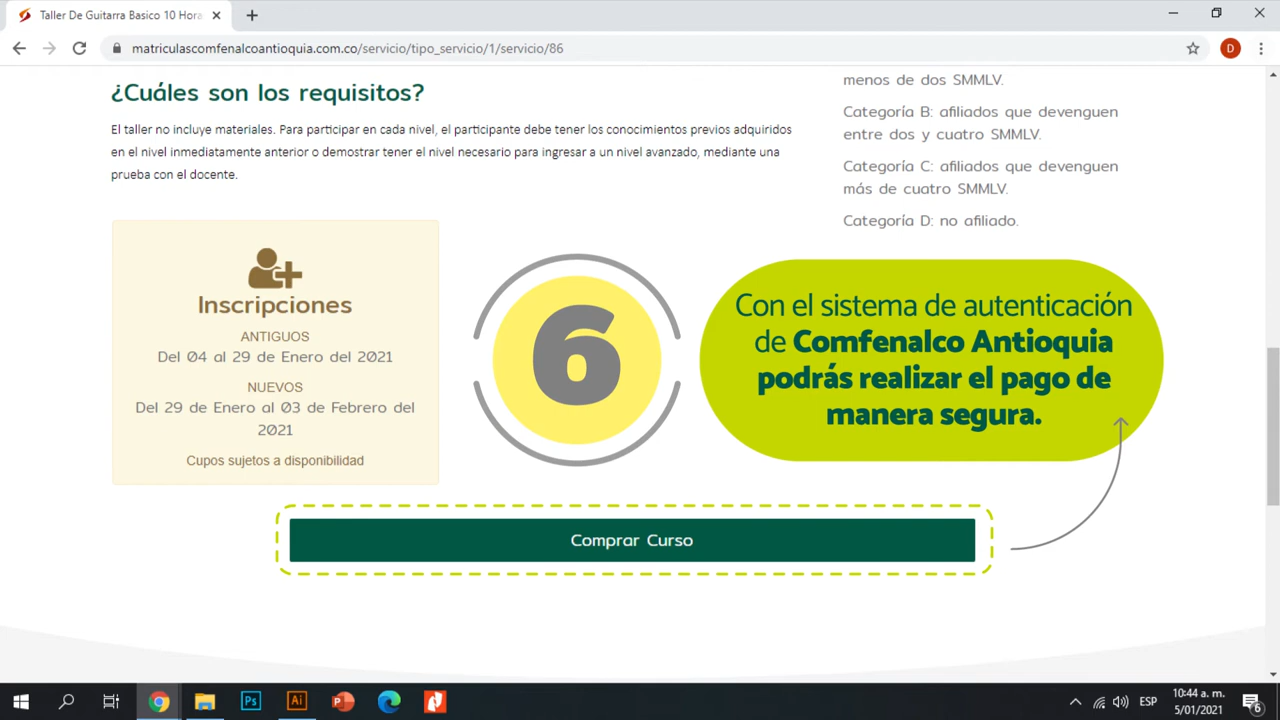 Taller De Guitarra Basico 10 Hora
matriculascomfenalcoantioquia.com.co/servicio/tipo_servicio/1/servicio/86
D
¿Cuáles son los requisitos?
El taller no incluye materiales. Para participar en cada nivel, el participante debe tener los conocimientos previos adquiridos
en el nivel inmediatamente anterior o demostrar tener el nivel necesario para ingresar a un nivel avanzado, mediante una
prueba con el docente.
menos de dos SMMLV.
Categoría B: afiliados que devenguen
entre dos y cuatro SMMLV.
Categoría C: afiliados que devenguen
más de cuatro SMMLV.
Categoría D: no afiliado.
Inscripciones
ANTIGUOS
Del 04 al 29 de Enero del 2021
NUEVOS
Del 29 de Enero al 03 de Febrero del
2021
Cupos sujetos a disponibilidad
6
Con el sistema de autenticación
de Comfenalco Antioquia
podrás realizar el pago de
manera segura.
Comprar Curso
Ps
Ai
P
ESP
10:44 a. m.
5/01/2021
6